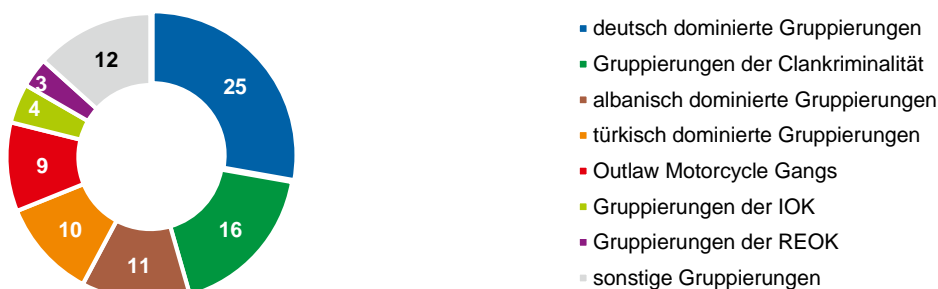 12
3
4
9
10
11
16
25
deutsch dominierte Gruppierungen
Gruppierungen der Clankriminalität
albanisch dominierte Gruppierungen
türkisch dominierte Gruppierungen
Outlaw Motorcycle Gangs
Gruppierungen der IOK
Gruppierungen der REOK
sonstige Gruppierungen